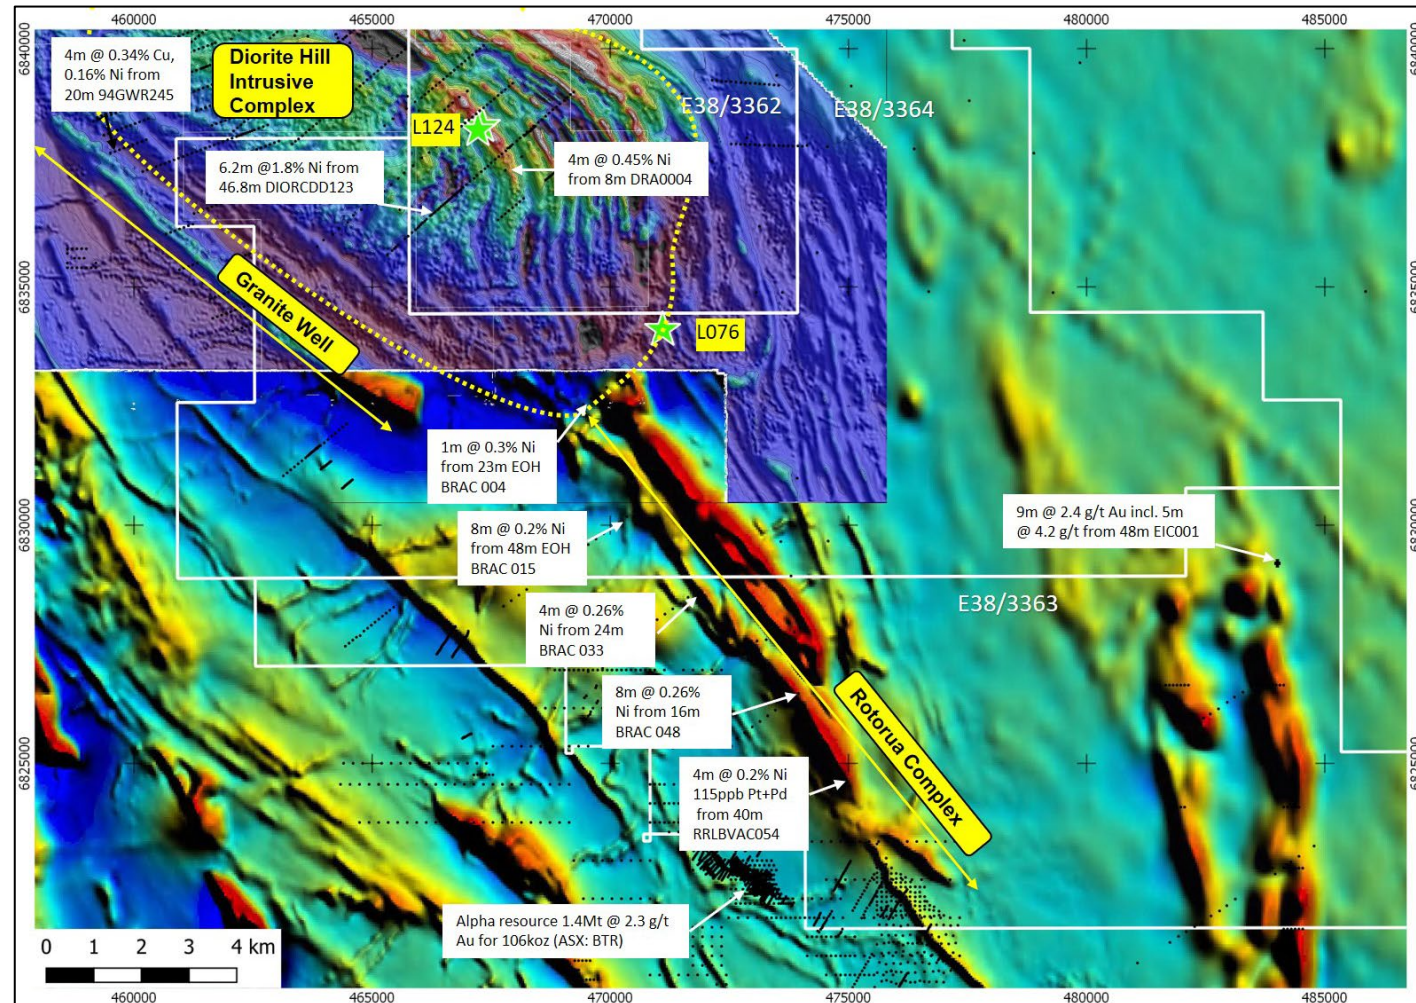 460000 465000 470000 475000 480000 485000
6840000
6840000
4m @ 0.34% Cu,
0.16% Ni from
20m 94GWR245
Diorite Hill
Intrusive
Complex
E38/3362
E38/3364
L124
6.2m @1.8% Ni from
46.8m DIORCDD123
4m @ 0.45% Ni
from 8m DRA0004
6835000
6835000
Granite Well
L076
1m @ 0.3% Ni
from 23m EOH
BRAC 004
6830000
6830000
9m @ 2.4 g/t Au incl. 5m
@ 4.2 g/t from 48m EIC001
8m @ 0.2% Ni
from 48m EOH
BRAC 015
E38/3363
4m @ 0.26%
Ni from 24m
BRAC 033
8m @ 0.26%
Ni from 16m
BRAC 048
Rotorua Complex
6825000
6825000
4m @ 0.2% Ni
115ppb Pt+Pd
from 40m
RRLBVAC054
Alpha resource 1.4Mt @ 2.3 g/t
Au for 106koz (ASX: BTR)
0 1 2 3 4 km
460000 465000 470000 475000 480000 485000